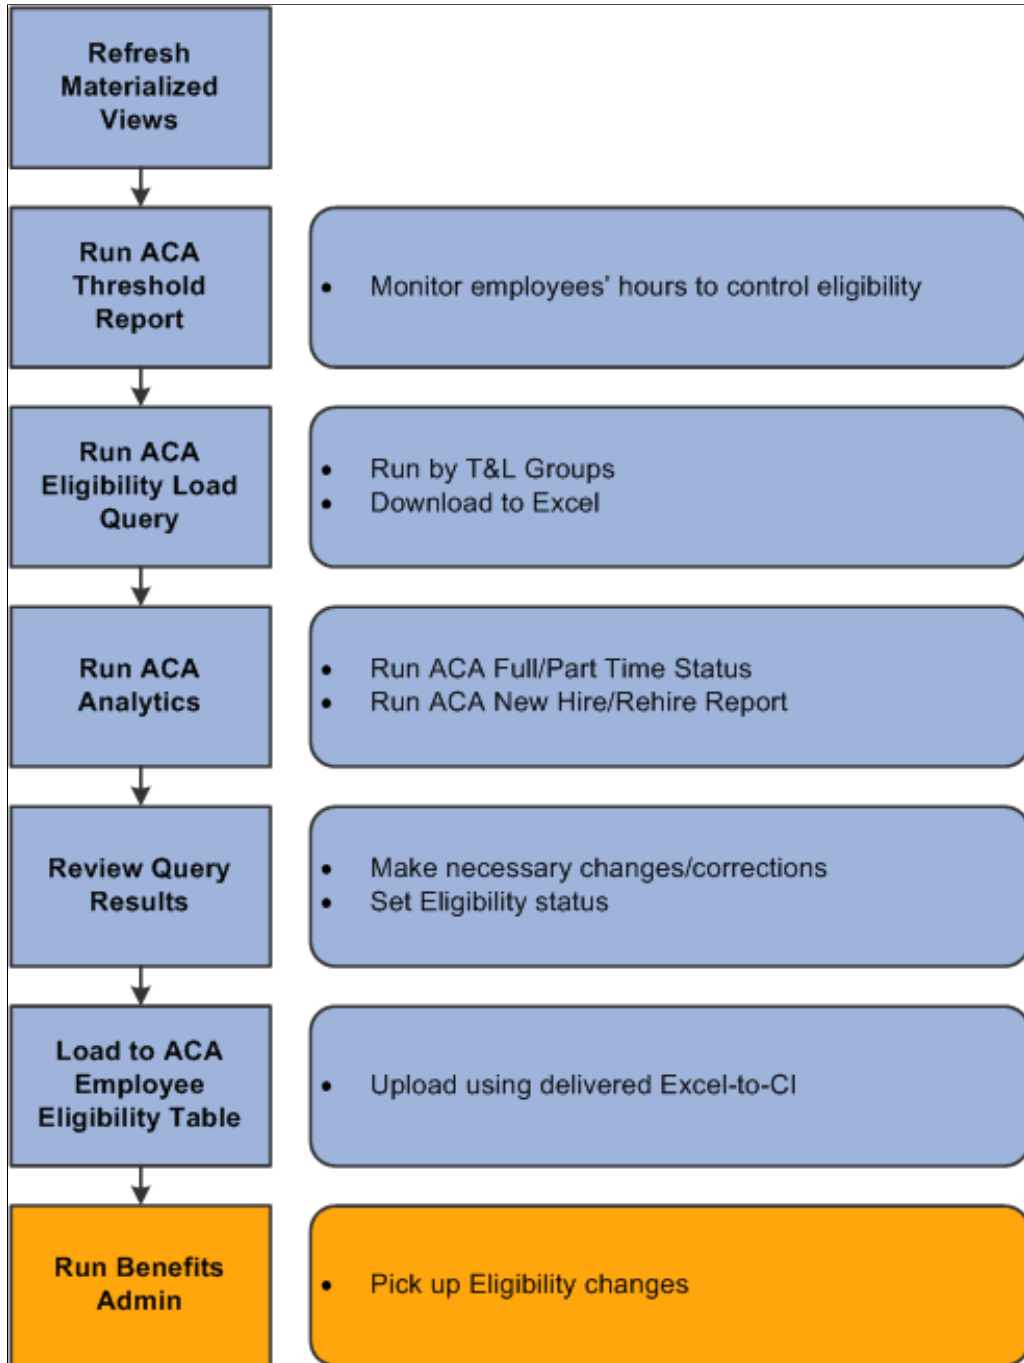 Refresh
Materialized
Views
Run ACA
Threshold
Report
• Monitor employees' hours to control eligibility
Run ACA
Eligibility Load
Query
• Run by T&L Groups
• Download to Excel
Run ACA
Analytics
• Run ACA Full/Part Time Status
• Run ACA New Hire/Rehire Report
Review Query
Results
• Make necessary changes/corrections
• Set Eligibility status
Load to ACA
Employee
Eligibility Table
• Upload using delivered Excel-to-CI
Run Benefits
Admin
• Pick up Eligibility changes